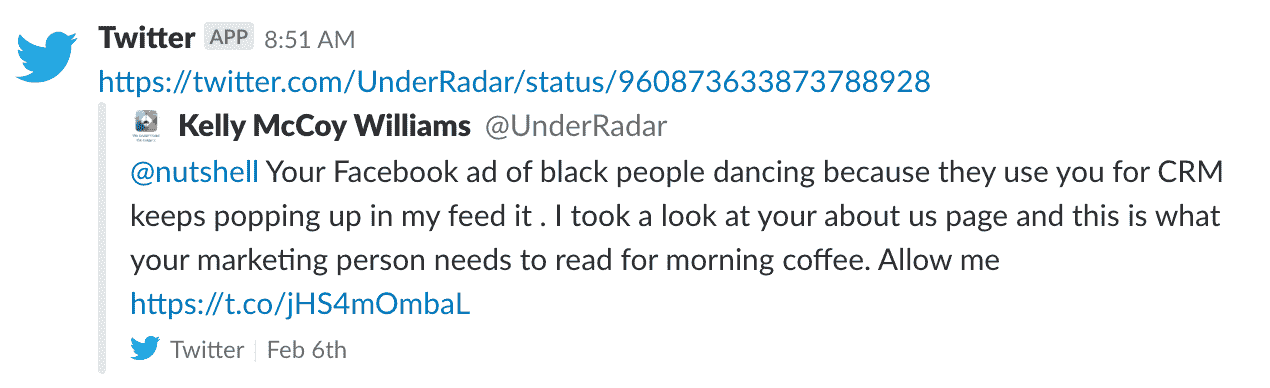 Twitter APP 8:51 AM
https://twitter.com/UnderRadar/status/960873633873788928
Kelly McCoy Williams @UnderRadar
@nutshell Your Facebook ad of black people dancing because they use you for CRM
keeps popping up in my feed it . I took a look at your about us page and this is what
your marketing person needs to read for morning coffee. Allow me
https://t.co/jHS4mOmbaL
Twitter Feb 6th